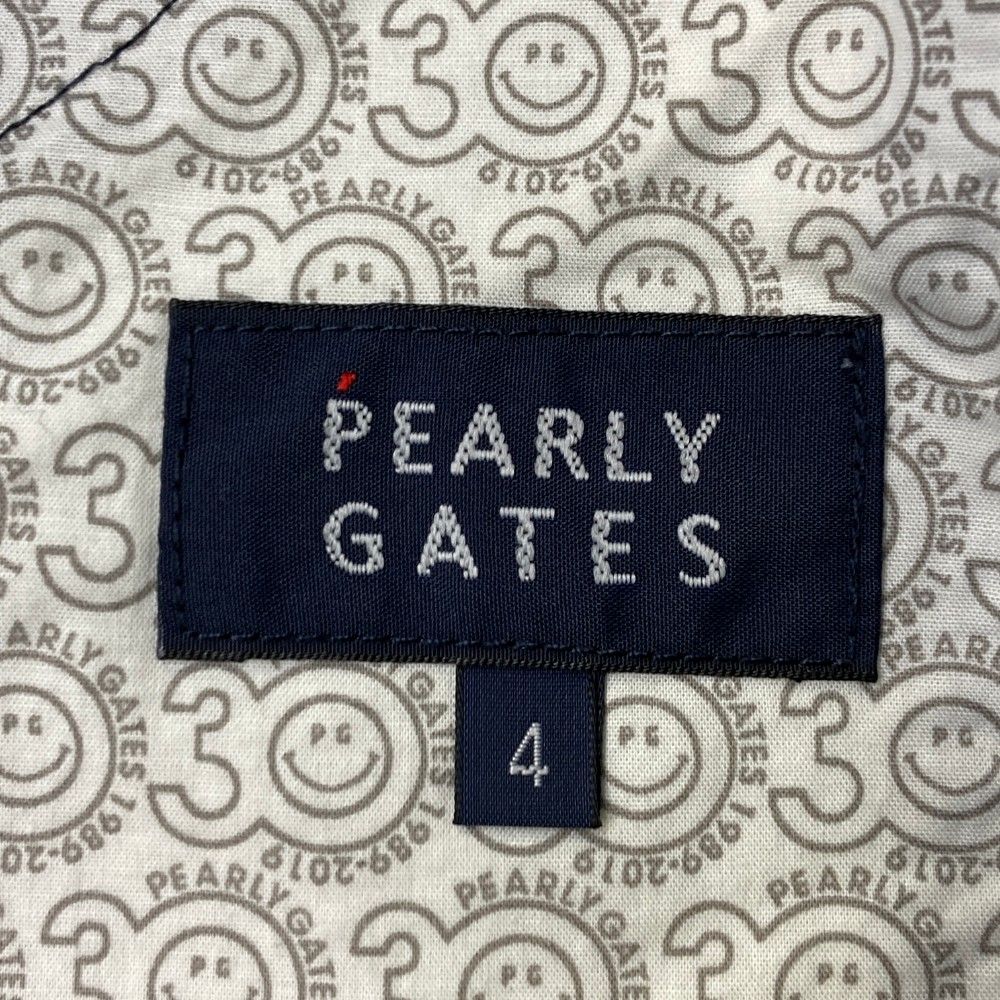 PEARLY
GATES
4
30
PG
PEARLY GATES 1989-2019